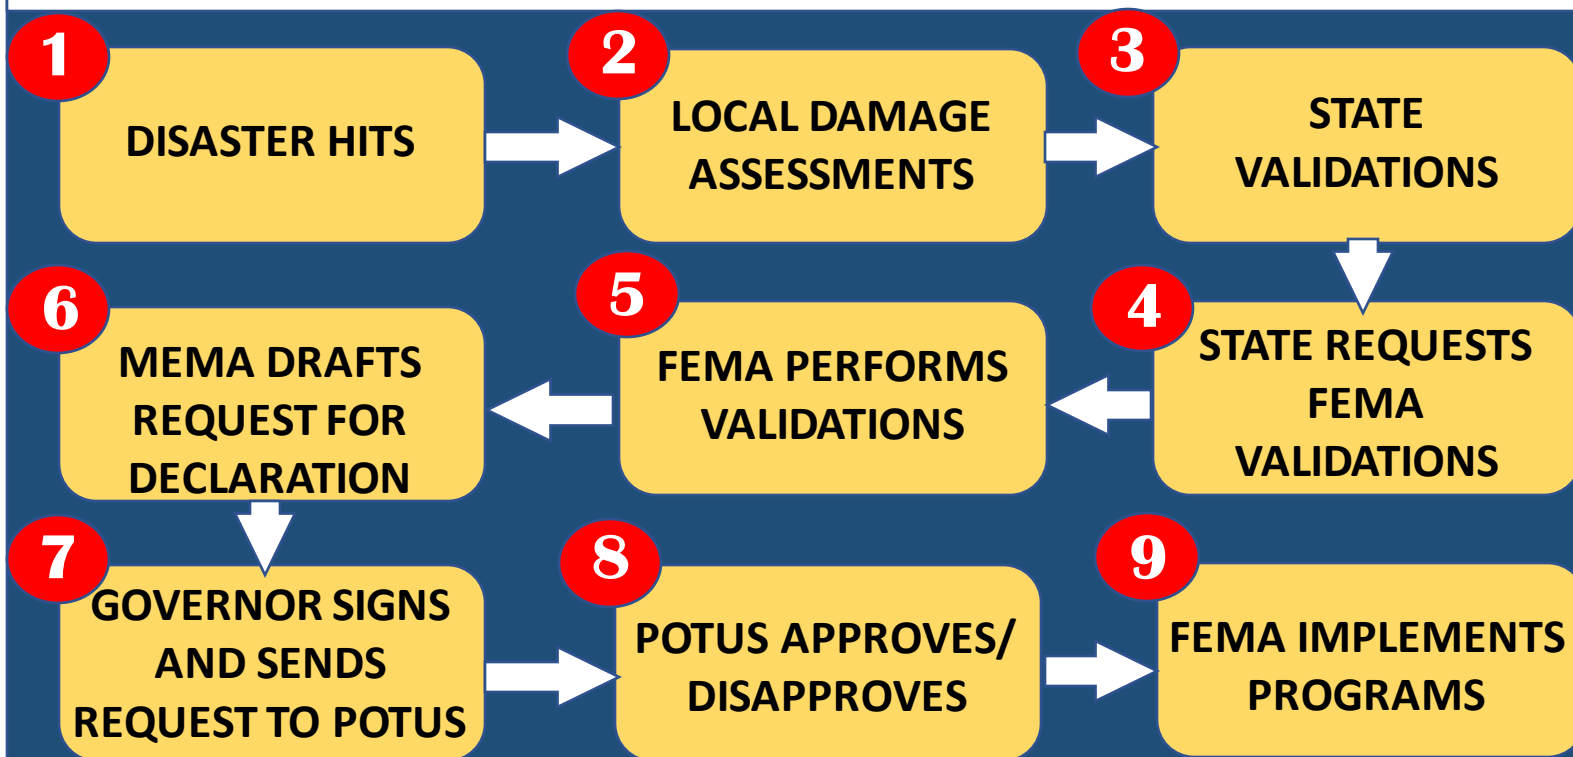 1
DISASTER HITS
2
LOCAL DAMAGE
ASSESSMENTS
3
STATE
VALIDATIONS
4
STATE REQUESTS
FEMA
VALIDATIONS
5
FEMA PERFORMS
VALIDATIONS
6
MEMA DRAFTS
REQUEST FOR
DECLARATION
7
GOVERNOR SIGNS
AND SENDS
REQUEST TO POTUS
8
POTUS APPROVES/
DISAPPROVES
9
FEMA IMPLEMENTS
PROGRAMS